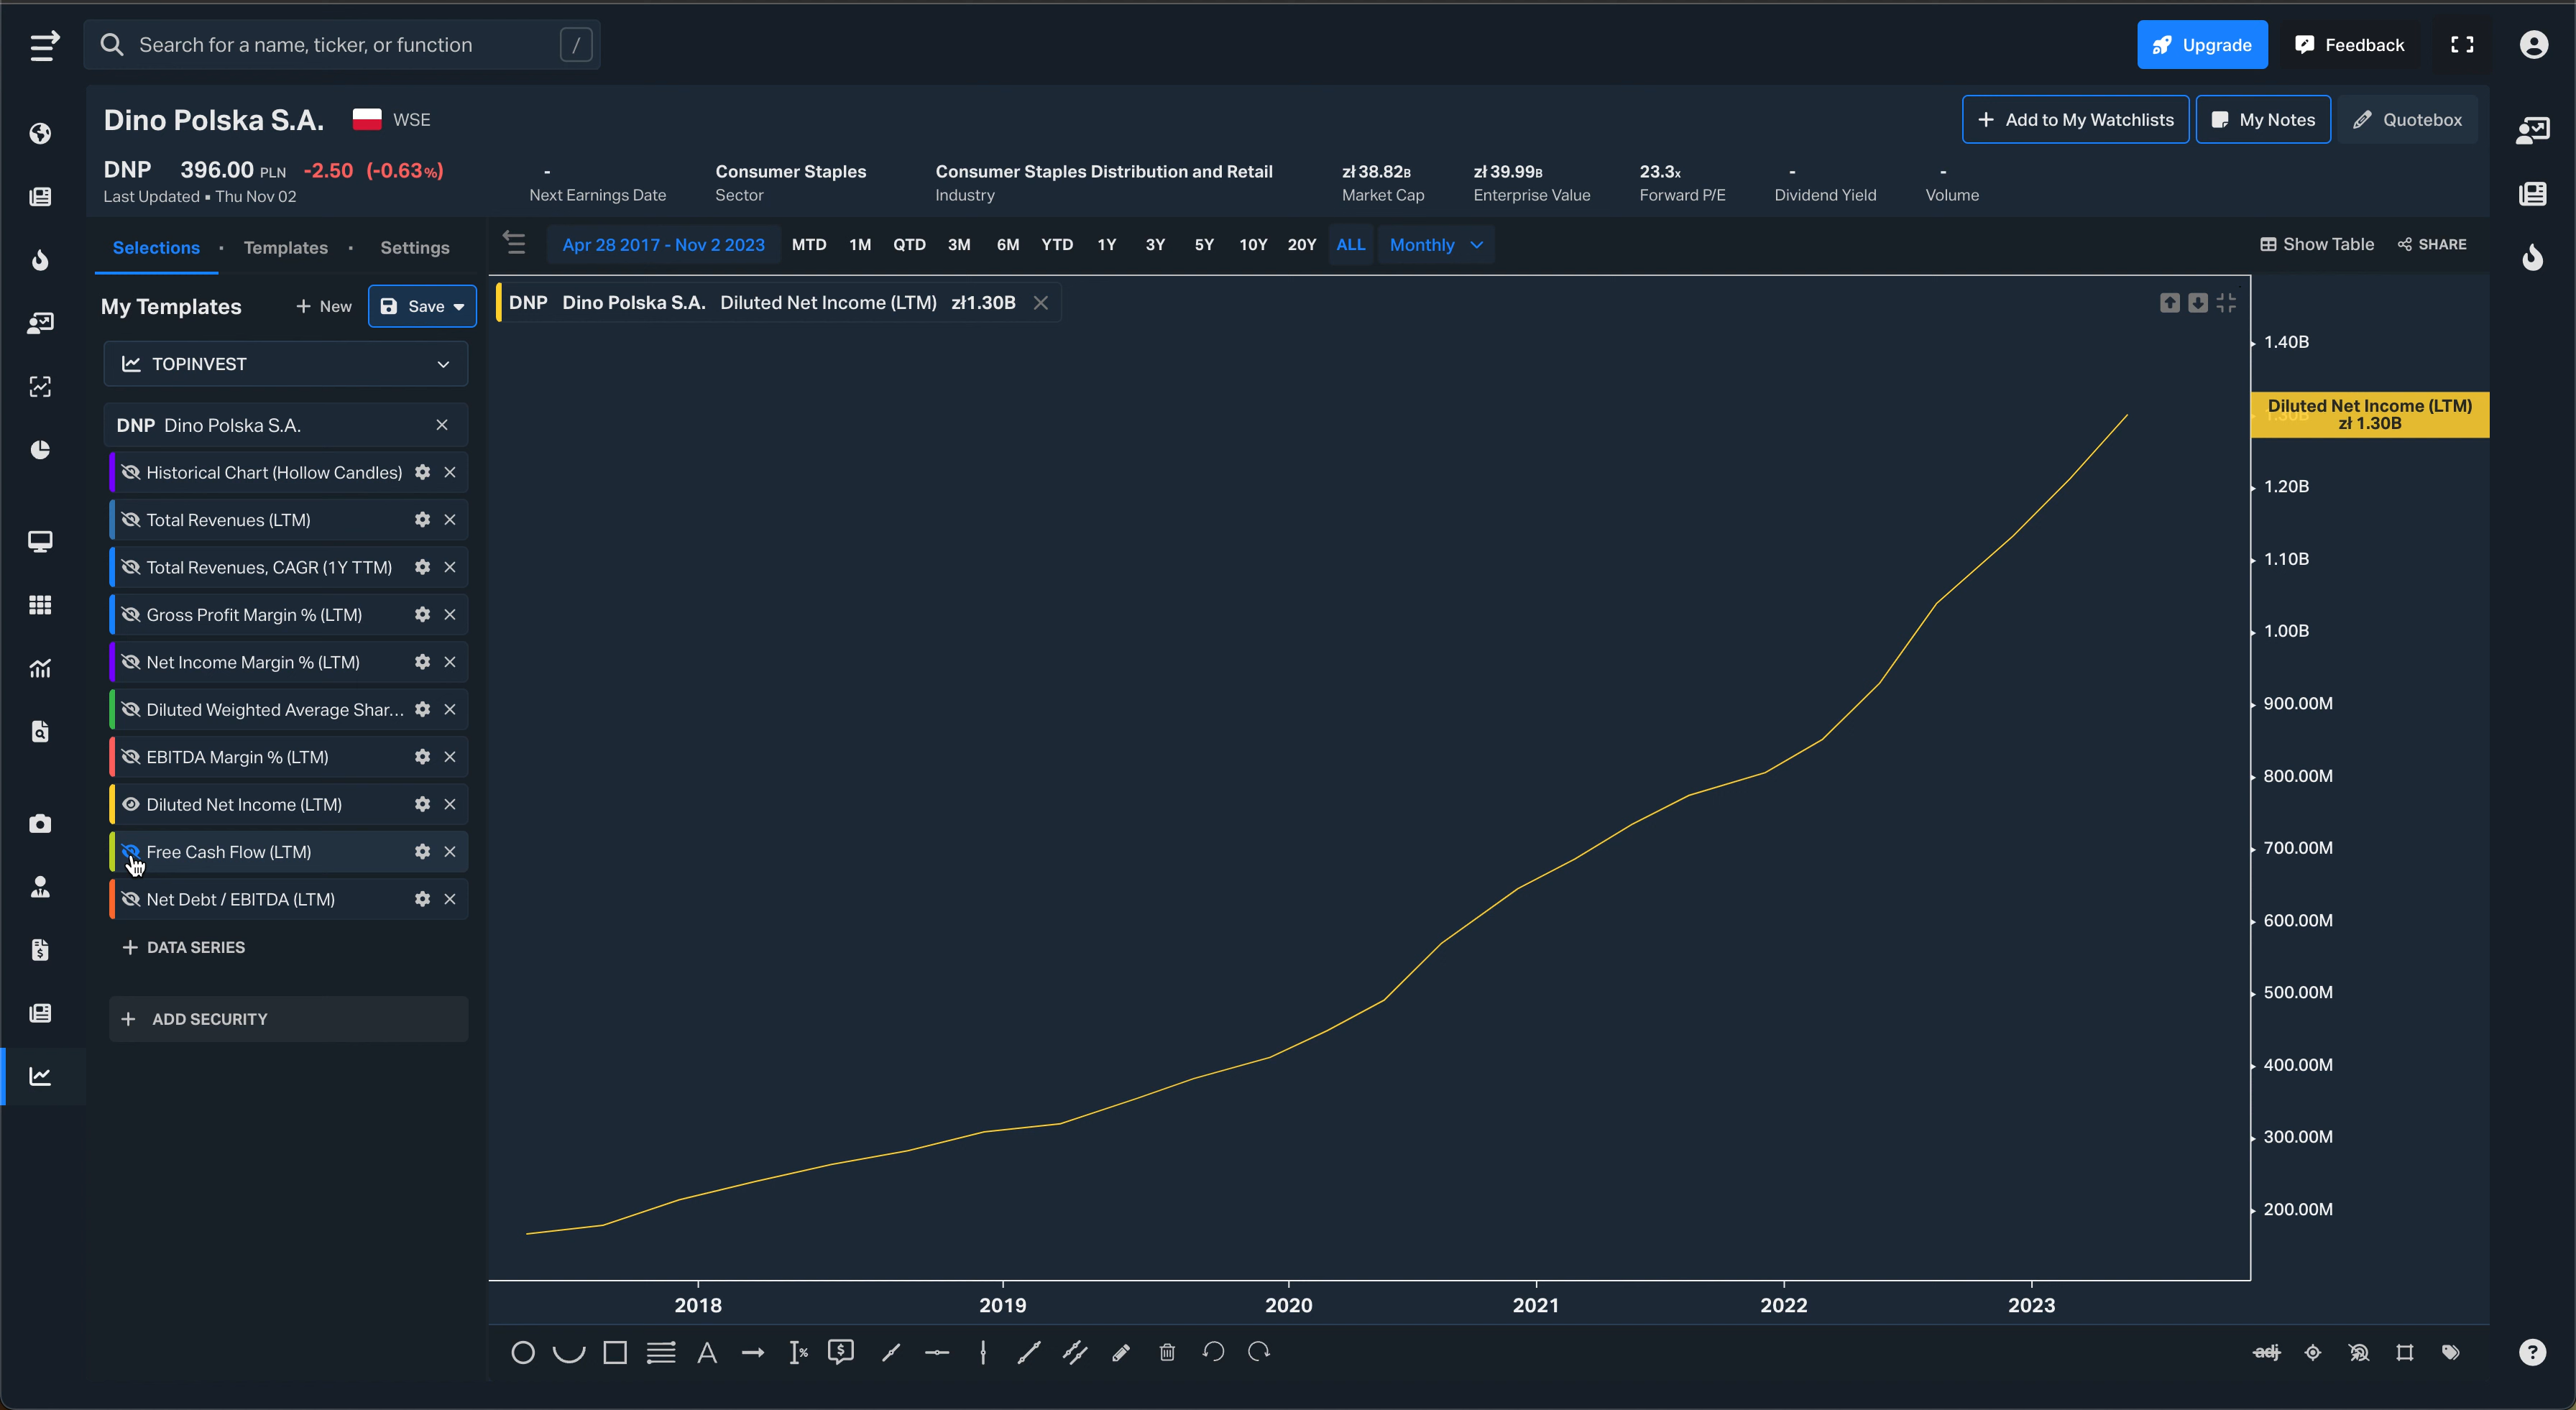 Search for a name, ticker, or function /
Upgrade Feedback
Dino Polska S.A. WSE
Add to My Watchlists My Notes Quotebox
DNP 396.00 PLN -2.50 (-0.63%)
Last Updated ▪ Thu Nov 02
-
Next Earnings Date
Consumer Staples
Sector
Consumer Staples Distribution and Retail
Industry
zł 38.82B
Market Cap
zł 39.99B
Enterprise Value
23.3x
Forward P/E
-
Dividend Yield
-
Volume
Selections · Templates · Settings
Apr 28 2017 - Nov 2 2023 MTD 1M QTD 3M 6M YTD 1Y 3Y 5Y 10Y 20Y ALL Monthly
Show Table SHARE
My Templates + New Save
TOPINVEST
DNP Dino Polska S.A.
Historical Chart (Hollow Candles)
Total Revenues (LTM)
Total Revenues, CAGR (1Y TTM)
Gross Profit Margin % (LTM)
Net Income Margin % (LTM)
Diluted Weighted Average Shar...
EBITDA Margin % (LTM)
Diluted Net Income (LTM)
Free Cash Flow (LTM)
Net Debt / EBITDA (LTM)
+ DATA SERIES
+ ADD SECURITY
DNP Dino Polska S.A. Diluted Net Income (LTM) zł1.30B
1.40B
Diluted Net Income (LTM)
zł 1.30B
1.20B
1.10B
1.00B
900.00M
800.00M
700.00M
600.00M
500.00M
400.00M
300.00M
200.00M
2018 2019 2020 2021 2022 2023
A
%
$
adj
?